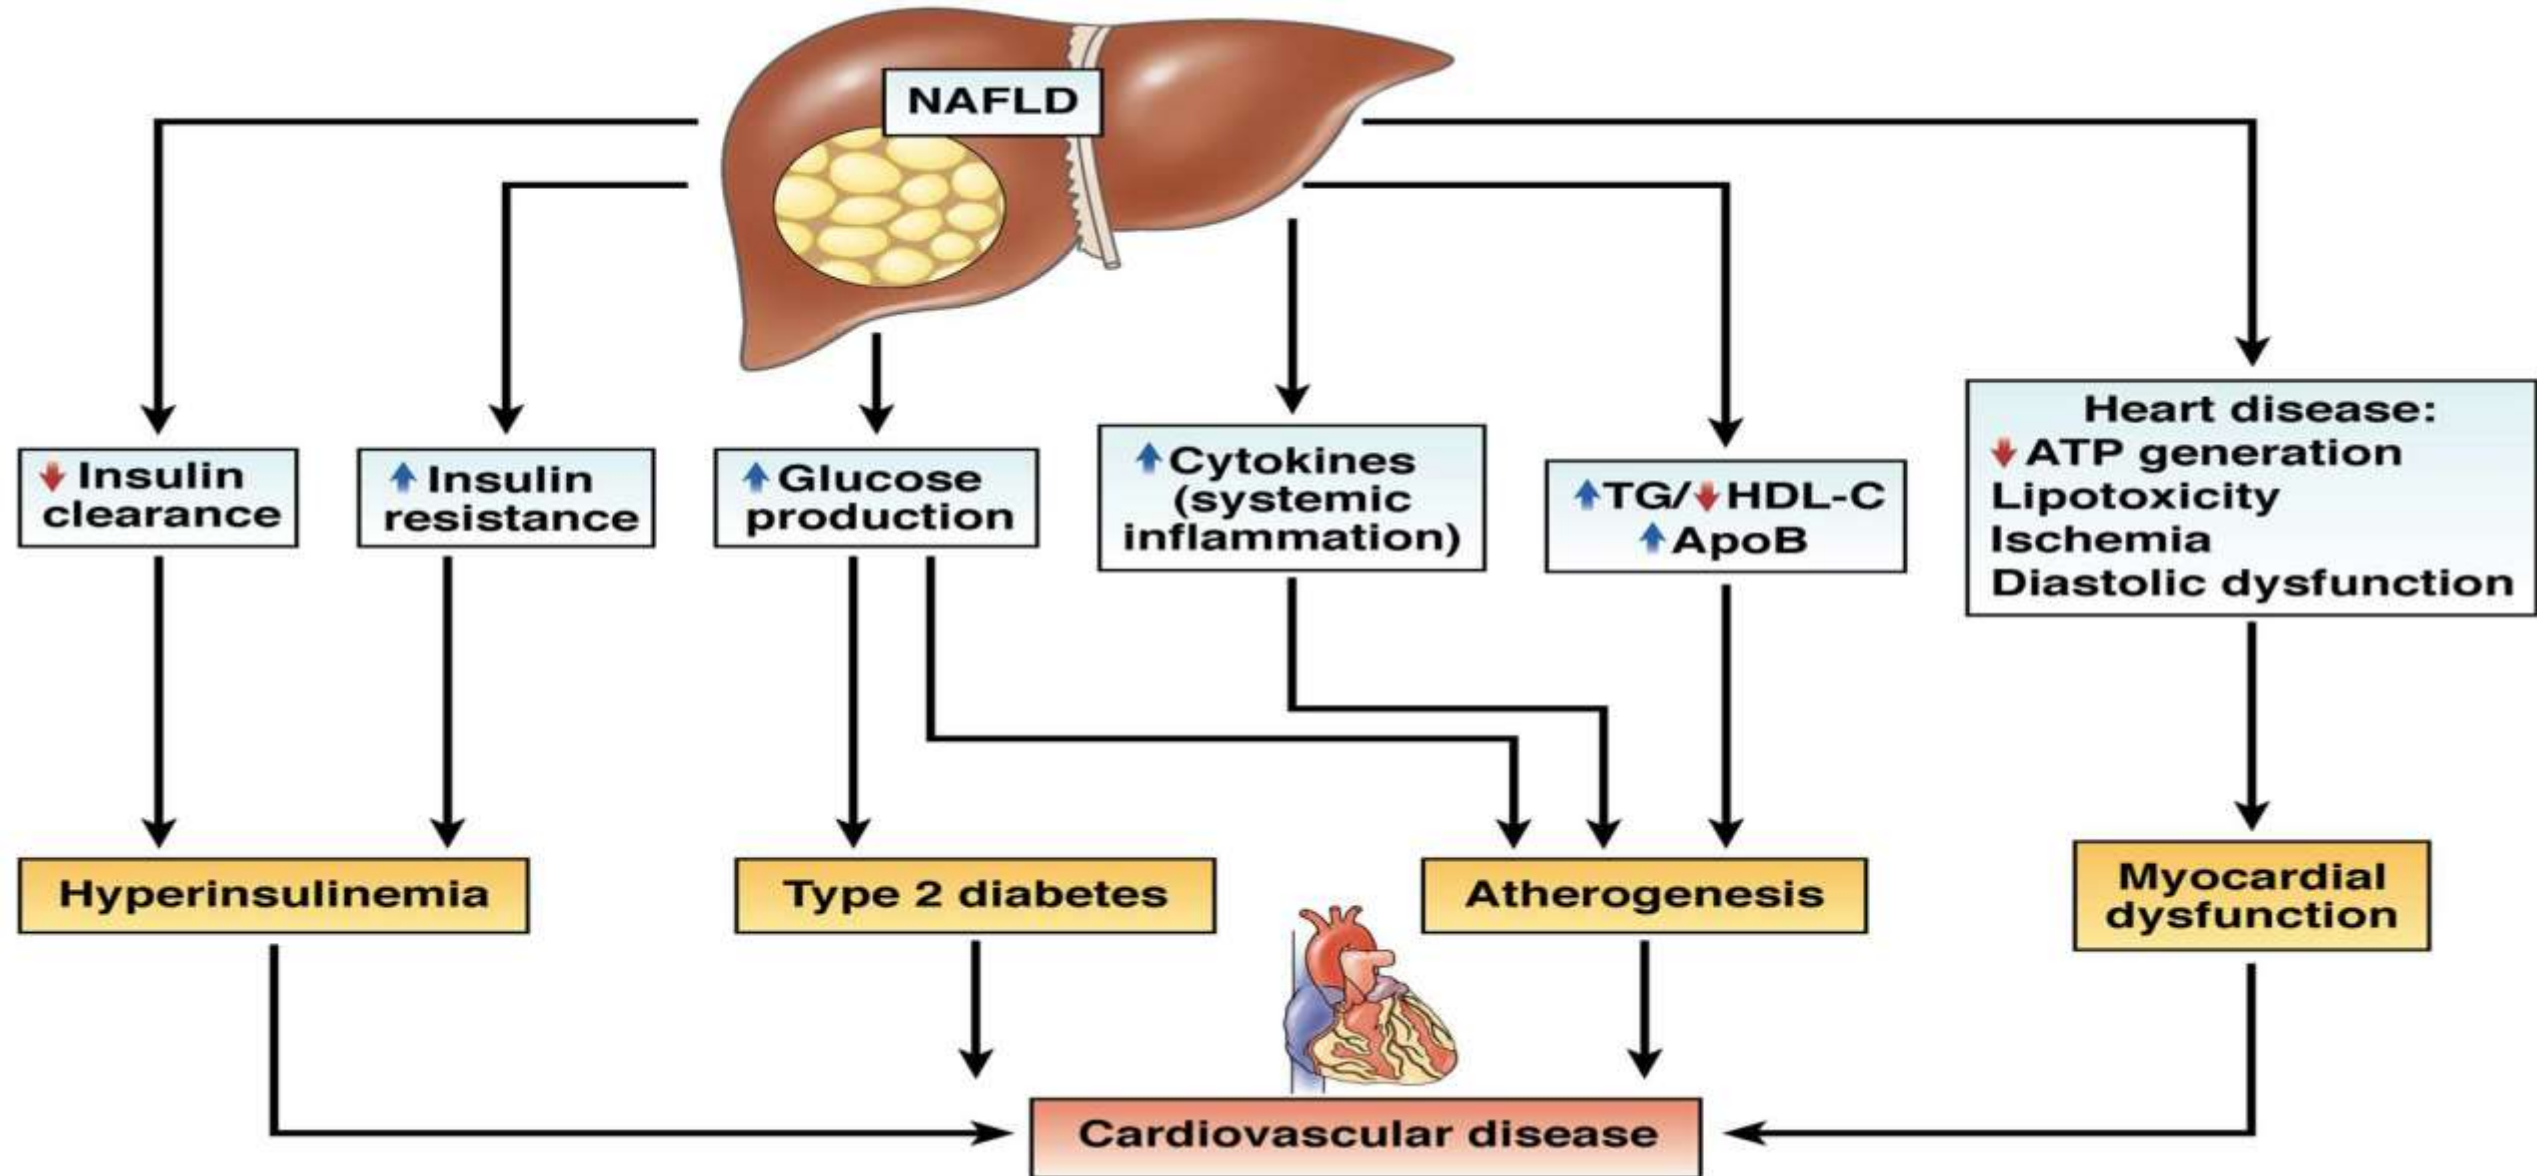 NAFLD
Insulin
clearance
Insulin
resistance
Glucose
production
Cytokines
(systemic
inflammation)
TG/HDL-C
ApoB
Heart disease:
ATP generation
Lipotoxicity
Ischemia
Diastolic dysfunction
Hyperinsulinemia
Type 2 diabetes
Atherogenesis
Myocardial
dysfunction
Cardiovascular disease